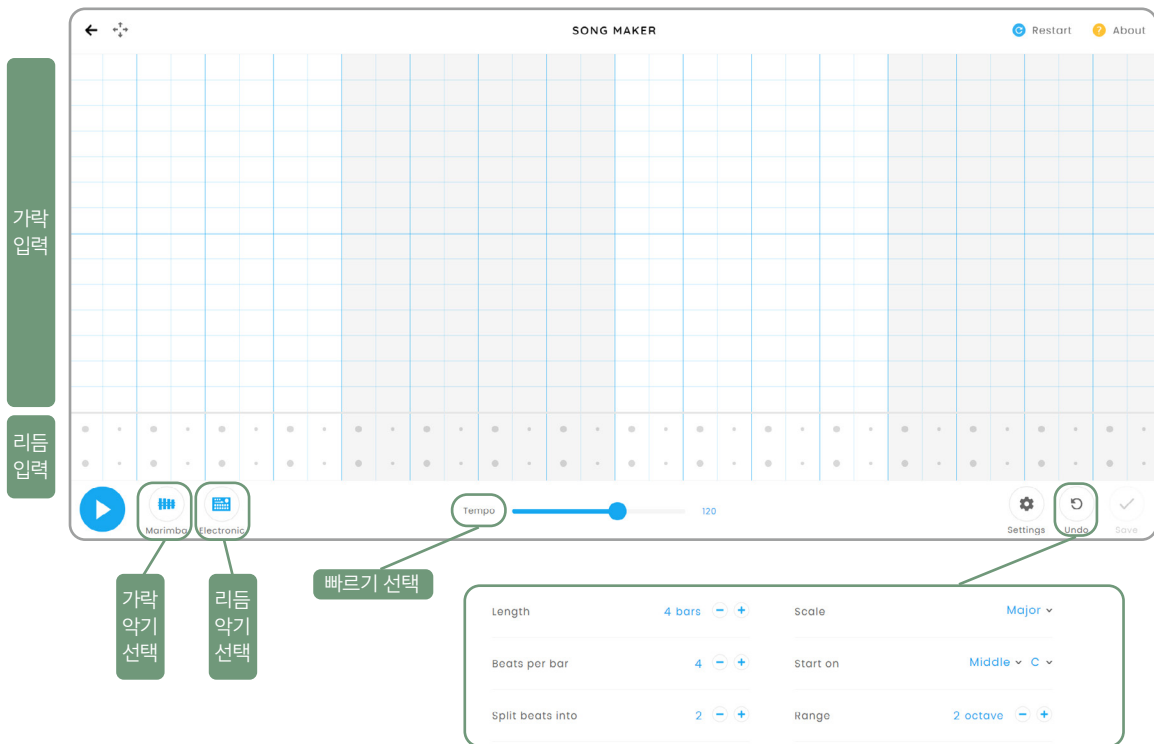 SONG MAKER
Restart
? About
가락
입력
리듬
입력
Marimba
Electronic
Tempo
120
Settings
Undo
Save
가락
악기
선택
리듬
악기
선택
빠르기 선택
Length 4 bars − +
Scale Major
Beats per bar 4 − +
Start on Middle C
Split beats into 2 − +
Range 2 octave − +